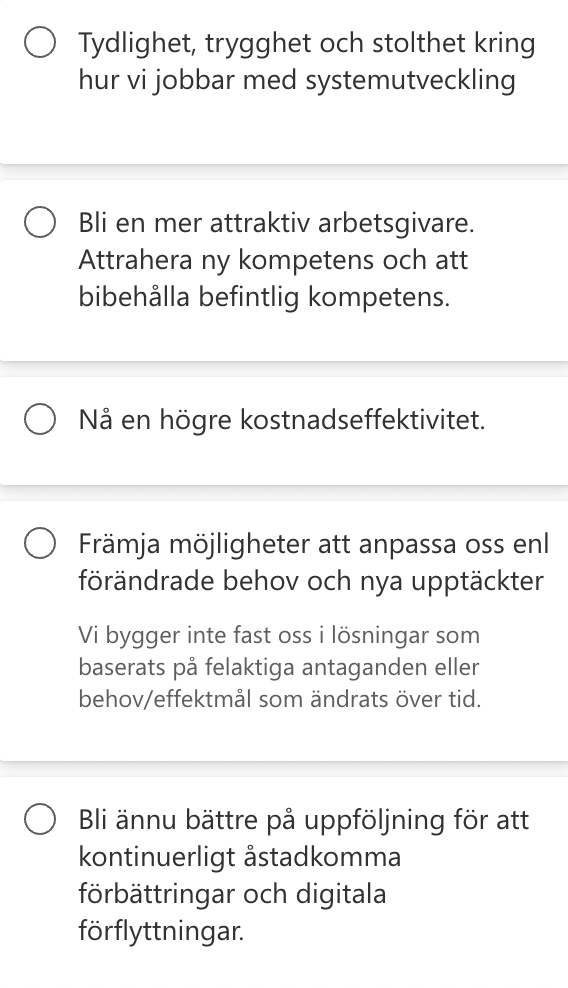 Tydlighet, trygghet och stolthet kring
hur vi jobbar med systemutveckling
Bli en mer attraktiv arbetsgivare.
Attrahera ny kompetens och att
bibehålla befintlig kompetens.
Nå en högre kostnadseffektivitet.
Främja möjligheter att anpassa oss enl
förändrade behov och nya upptäckter
Vi bygger inte fast oss i lösningar som
baserats på felaktiga antaganden eller
behov/effektmål som ändrats över tid.
Bli ännu bättre på uppföljning för att
kontinuerligt åstadkomma
förbättringar och digitala
förflyttningar.